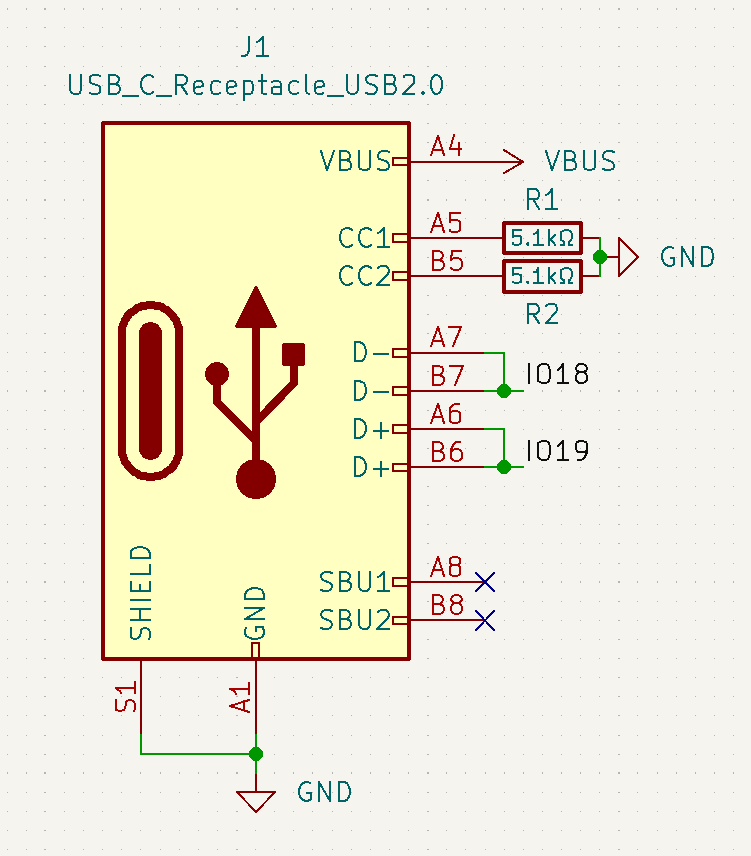 J1
USB_C_Receptacle_USB2.0
VBUS A4 VBUS
R1
CC1 A5 5.1kΩ
GND
CC2 B5 5.1kΩ
R2
D- A7
IO18
D- B7
D+ A6
IO19
D+ B6
SBU1 A8
SBU2 B8
SHIELD
GND
S1
A1
GND